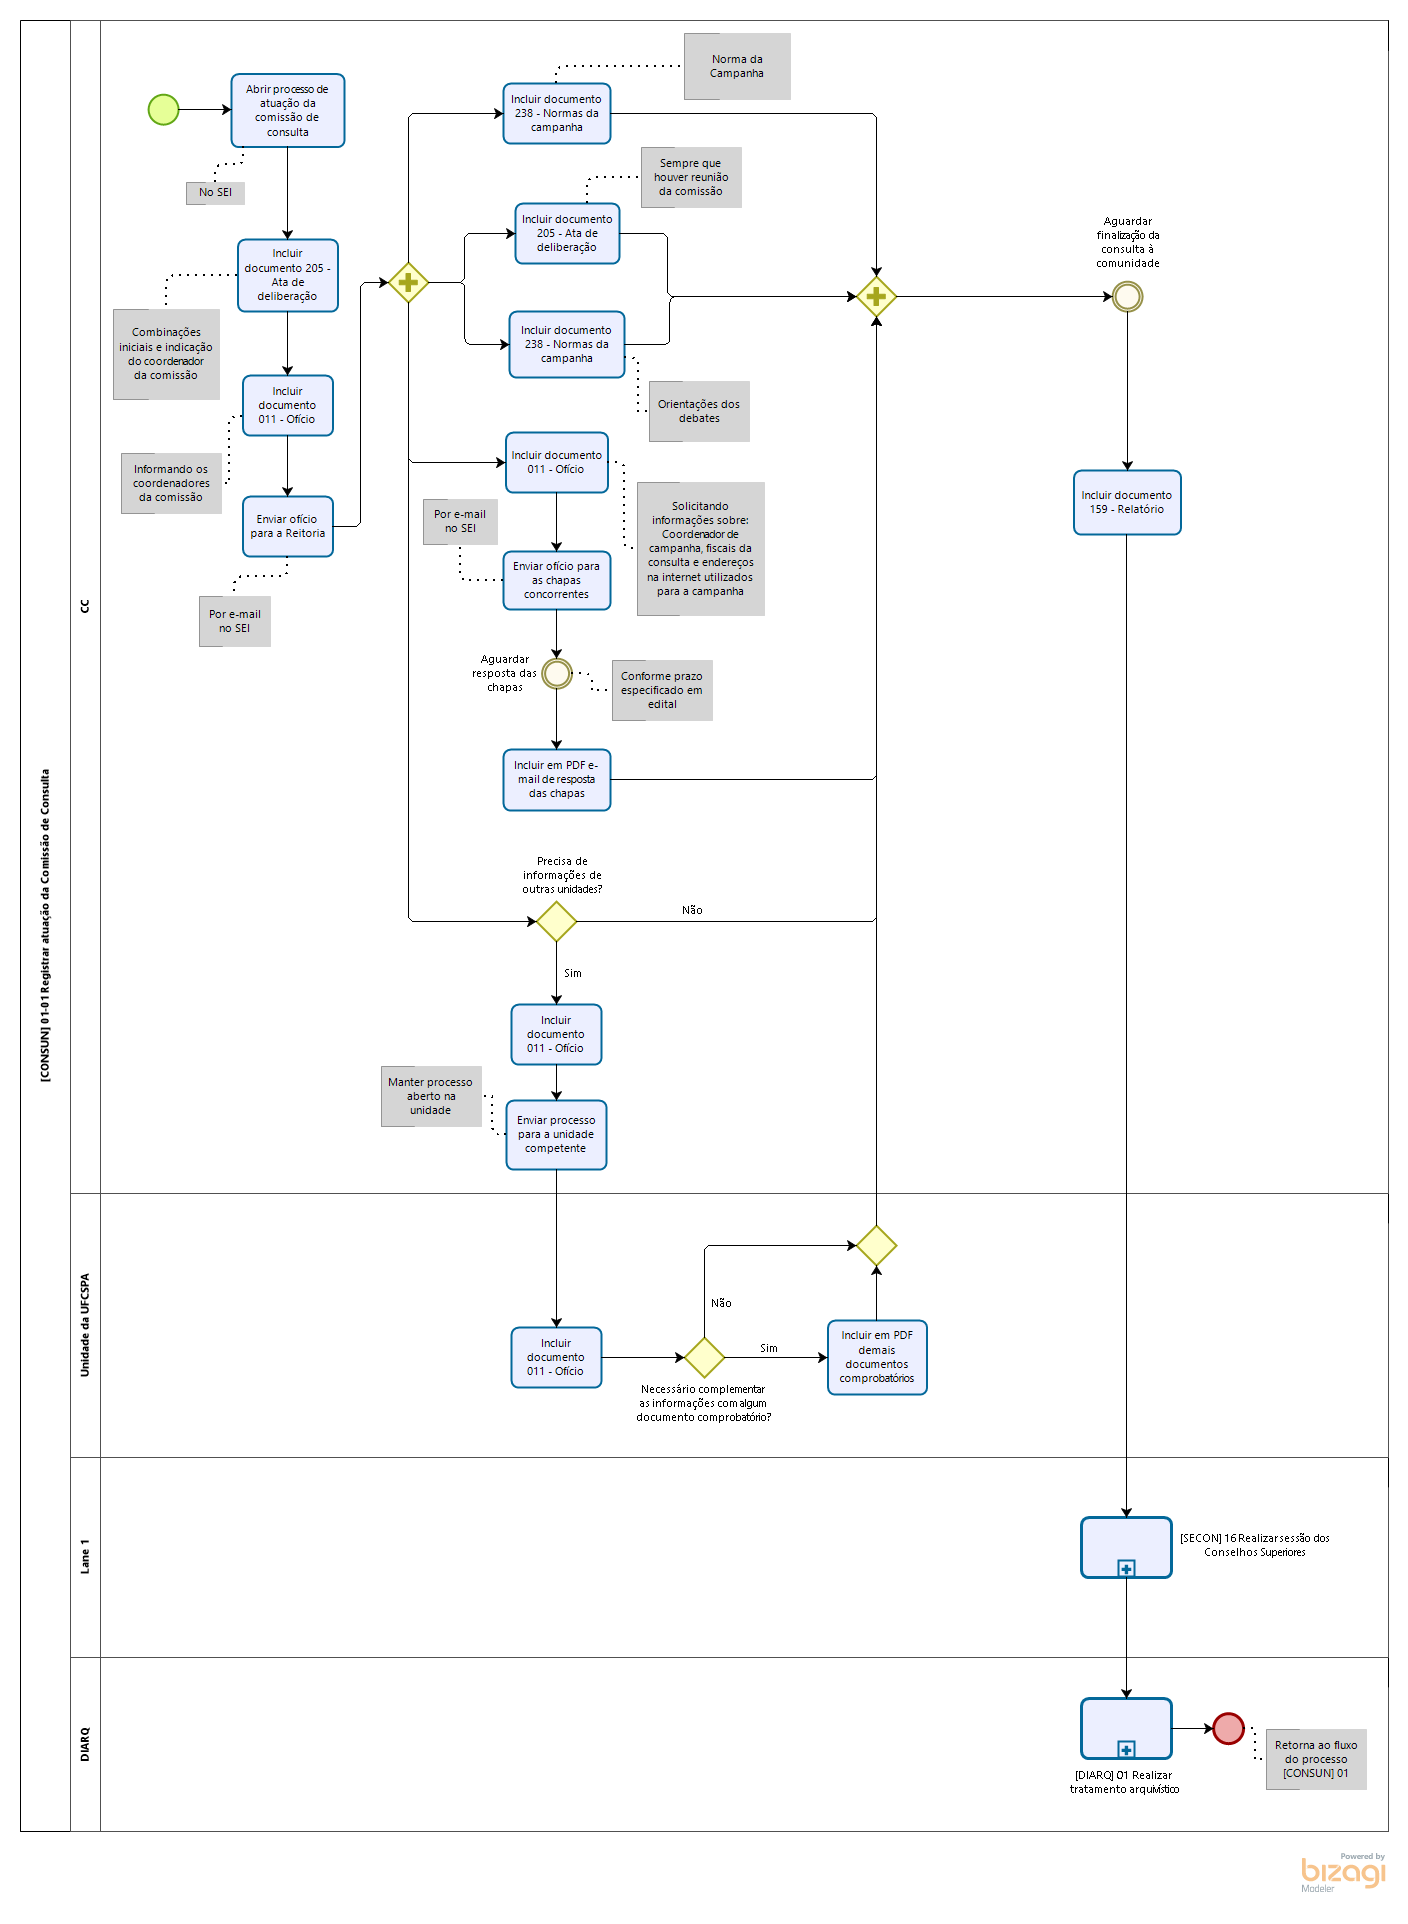 [CONSUN] 01-01 Registrar atuação da Comissão de Consulta
CC
Abrir processo de
atuação da
comissão de
consulta
No SEI
Incluir
documento 205 -
Ata de
deliberação
Combinações
iniciais e indicação
do coordenador
da comissão
Incluir
documento
011 - Ofício
Informando os
coordenadores
da comissão
Enviar ofício
para a Reitoria
Por e-mail
no SEI
Norma da
Campanha
Incluir documento
238 - Normas da
campanha
Sempre que
houver reunião
da comissão
Incluir documento
205 - Ata de
deliberação
Incluir documento
238 - Normas da
campanha
Orientações dos
debates
Incluir documento
011 - Ofício
Solicitando
informações sobre:
Coordenador de
campanha, fiscais da
consulta e endereços
na internet utilizados
para a campanha
Por e-mail
no SEI
Enviar ofício para
as chapas
concorrentes
Aguardar
resposta das
chapas
Conforme prazo
especificado em
edital
Incluir em PDF e-
mail de resposta
das chapas
Precisa de
informações de
outras unidades?
Não
Sim
Incluir
documento
011 - Ofício
Manter processo
aberto na
unidade
Enviar processo
para a unidade
competente
Aguardar
finalização da
consulta à
comunidade
Incluir documento
159 - Relatório
Unidade da UFCSPA
Incluir
documento
011 - Ofício
Necessário complementar
as informações com algum
documento comprobatório?
Não
Sim
Incluir em PDF
demais
documentos
comprobatórios
Lane 1
[SECON] 16 Realizar sessão dos
Conselhos Superiores
DIARQ
[DIARQ] 01 Realizar
tratamento arquivístico
Retorna ao fluxo
do processo
[CONSUN] 01
Powered by
bizagi
Modeler